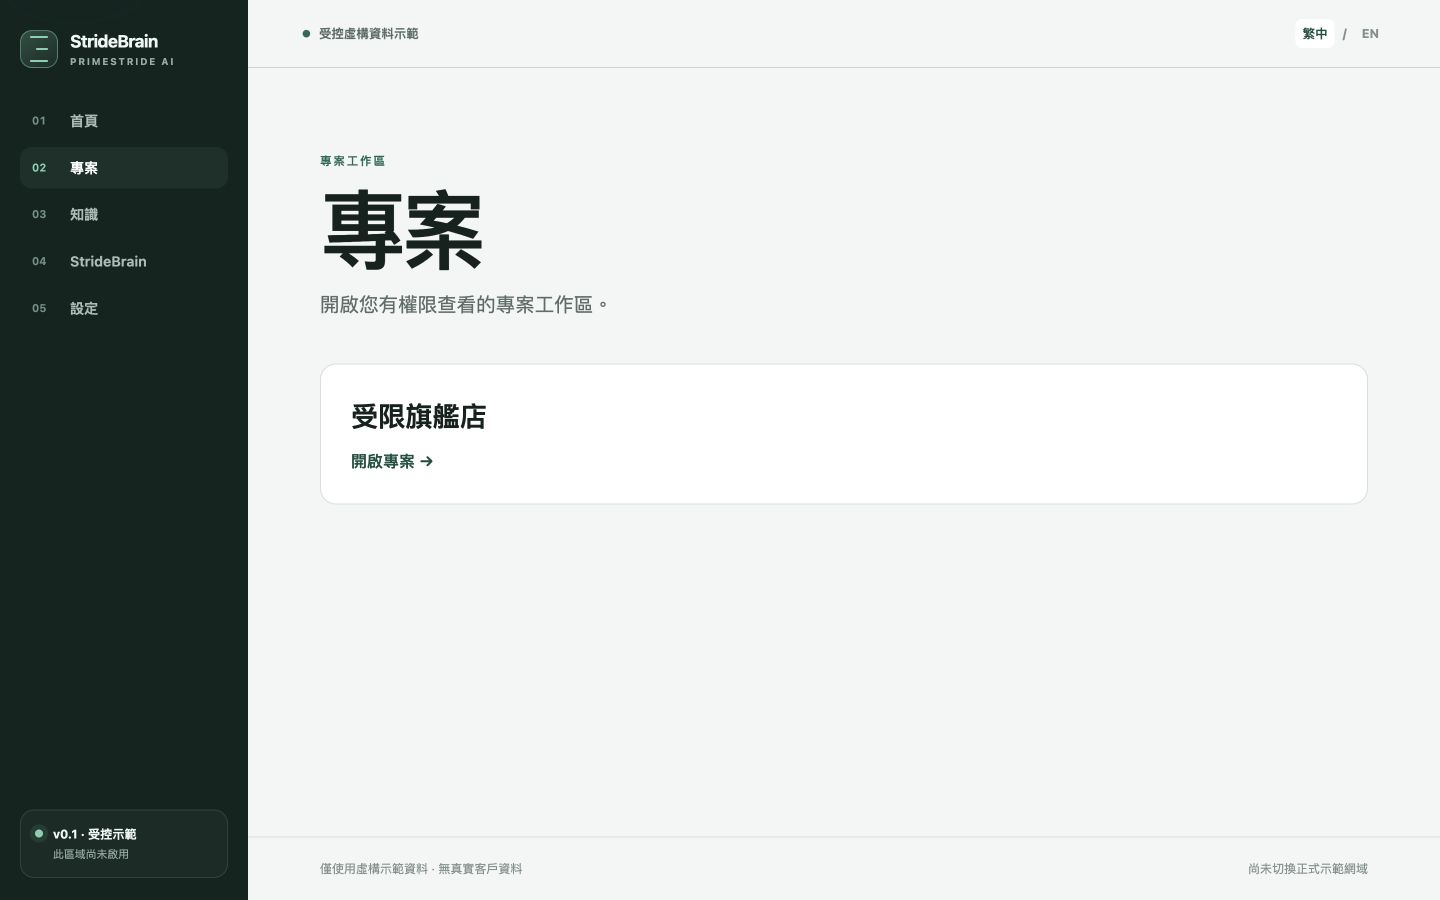 StrideBrain
PRIMESTRIDE AI
01 首頁
02 專案
03 知識
04 StrideBrain
05 設定
v0.1 · 受控示範
此區域尚未啟用
受控虛構資料示範
繁中 / EN
專案工作區
專案
開啟您有權限查看的專案工作區。
受限旗艦店
開啟專案 →
僅使用虛構示範資料 · 無真實客戶資料
尚未切換正式示範網域